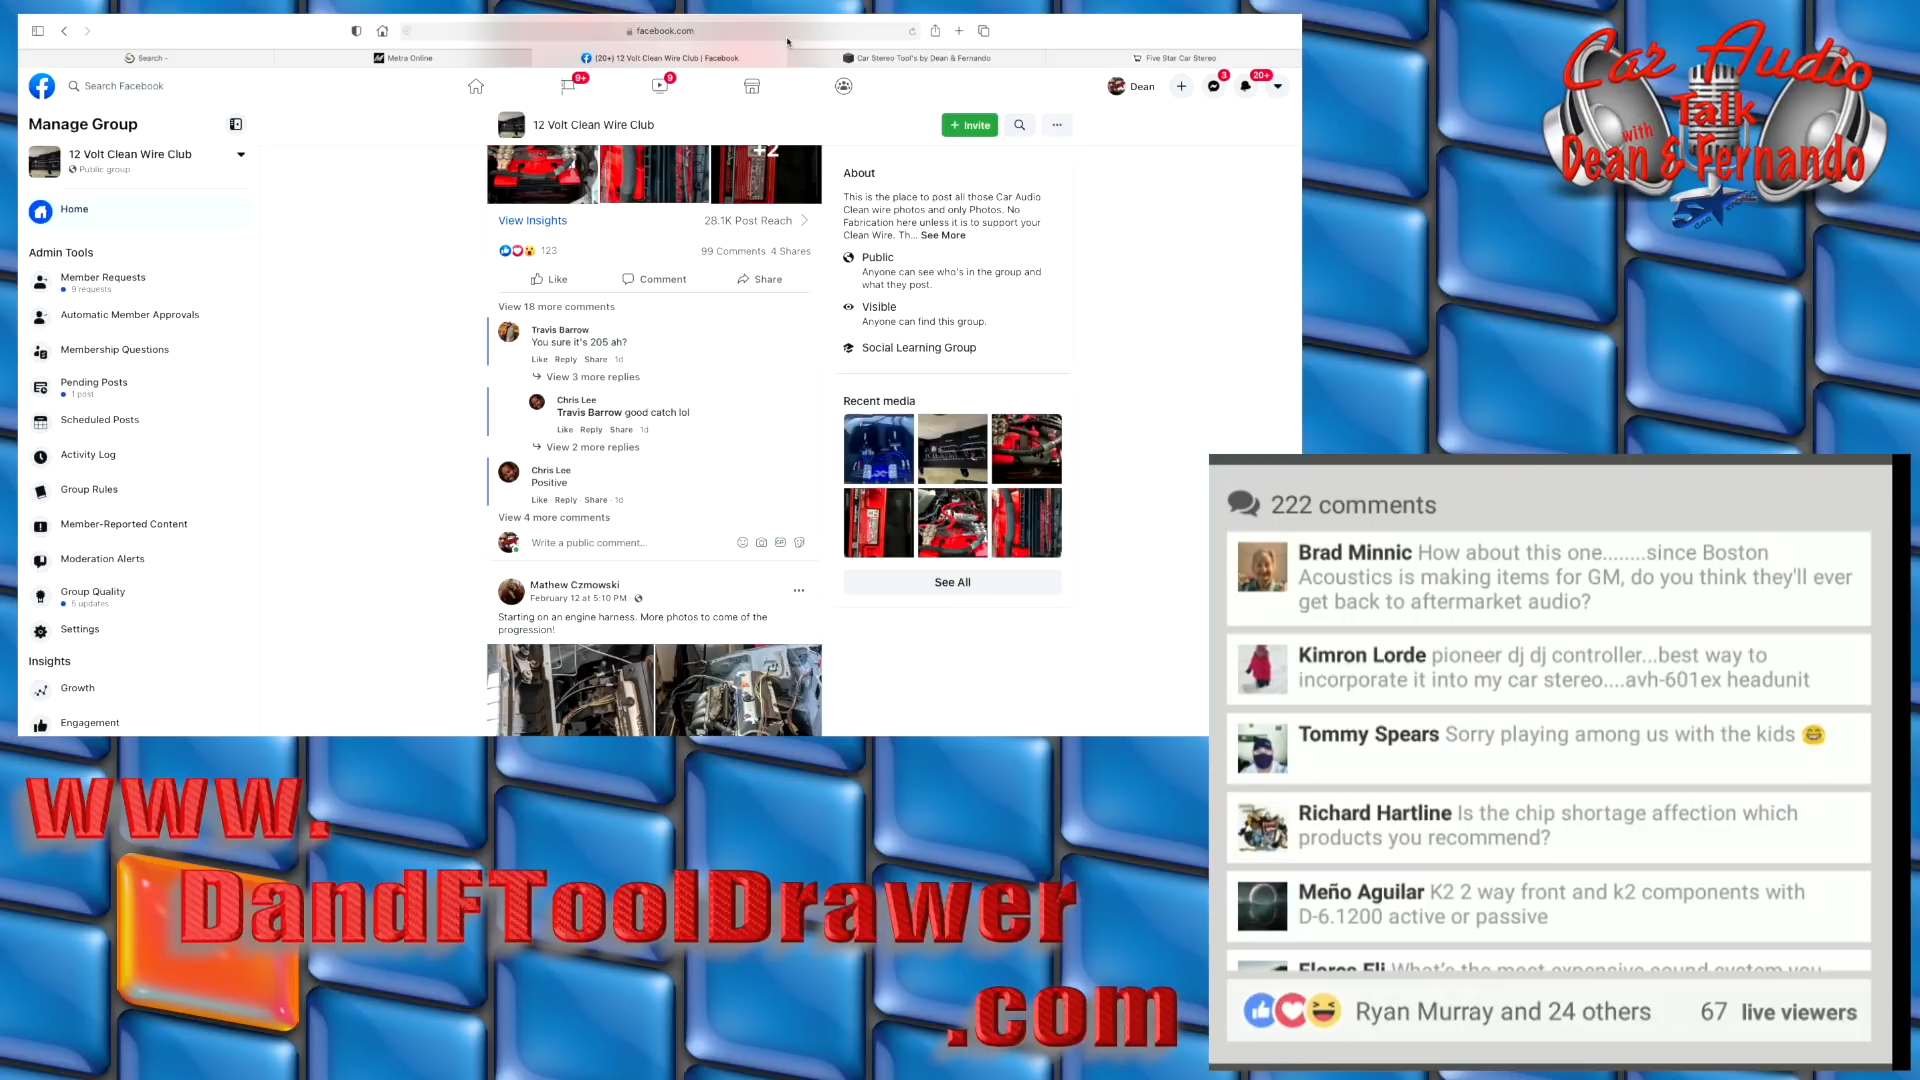 facebook.com
Search -
Metra Online
(20+) 12 Volt Clean Wire Club | Facebook
Car Stereo Tool's by Dean & Fernando
Five Star Car Stereo
Search Facebook
9+
9
Dean
3
20+
Manage Group
12 Volt Clean Wire Club
Public group
Home
Admin Tools
Member Requests
9 requests
Automatic Member Approvals
Membership Questions
Pending Posts
1 post
Scheduled Posts
Activity Log
Group Rules
Member-Reported Content
Moderation Alerts
Group Quality
5 updates
Settings
Insights
Growth
Engagement
12 Volt Clean Wire Club
+ Invite
+2
View Insights
28.1K Post Reach
123
99 Comments 4 Shares
Like
Comment
Share
View 18 more comments
Travis Barrow
You sure it's 205 ah?
Like Reply Share 1d
View 3 more replies
Chris Lee
Travis Barrow good catch lol
Like · Reply · Share · 1d
View 2 more replies
Chris Lee
Positive
Like · Reply · Share · 1d
View 4 more comments
Write a public comment...
GIF
Mathew Czmowski
February 12 at 5:10 PM
Starting on an engine harness. More photos to come of the
progression!
About
This is the place to post all those Car Audio
Clean wire photos and only Photos. No
Fabrication here unless it is to support your
Clean Wire. Th... See More
Public
Anyone can see who's in the group and
what they post.
Visible
Anyone can find this group.
Social Learning Group
Recent media
See All
Car Audio
Talk
with
Dean & Fernando
222 comments
Brad Minnic How about this one........since Boston
Acoustics is making items for GM, do you think they'll ever
get back to aftermarket audio?
Kimron Lorde pioneer dj dj controller...best way to
incorporate it into my car stereo....avh-601ex headunit
Tommy Spears Sorry playing among us with the kids 😂
Richard Hartline Is the chip shortage affection which
products you recommend?
Meño Aguilar K2 2 way front and k2 components with
D-6.1200 active or passive
Flores Eli What's the most expensive sound system you
Ryan Murray and 24 others
67 live viewers
www.
DandFToolDrawer
.com